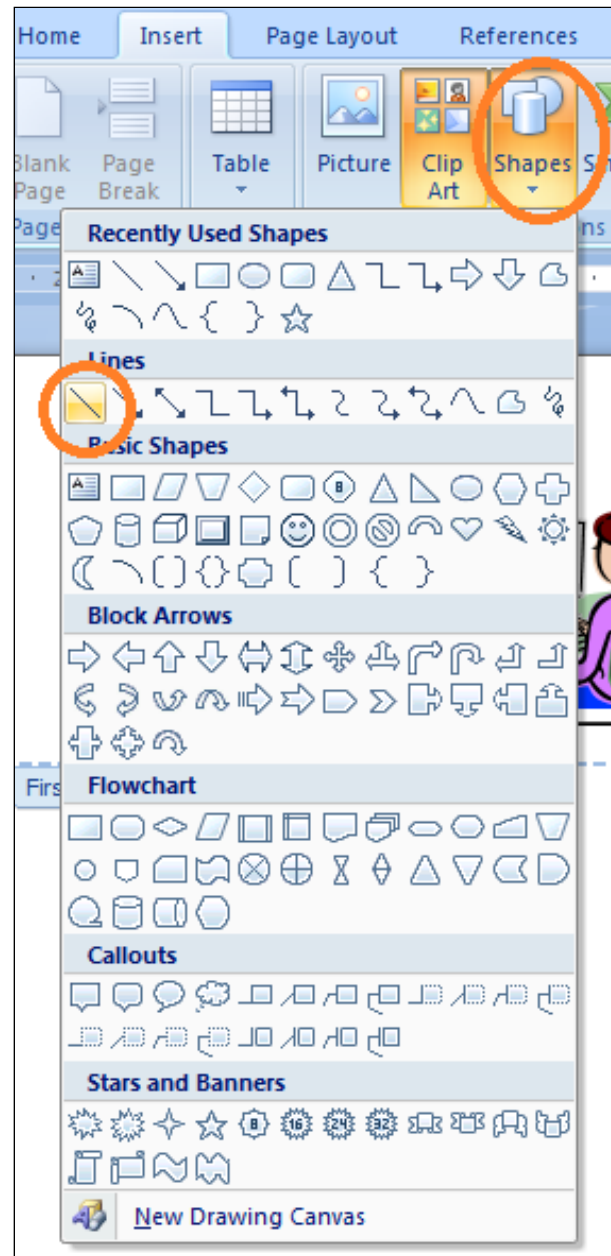 Home Insert Page Layout References
Blank Page Table Picture Clip Shapes
Page Break Art
Recently Used Shapes
Lines
Basic Shapes
Block Arrows
Flowchart
Callouts
Stars and Banners
New Drawing Canvas